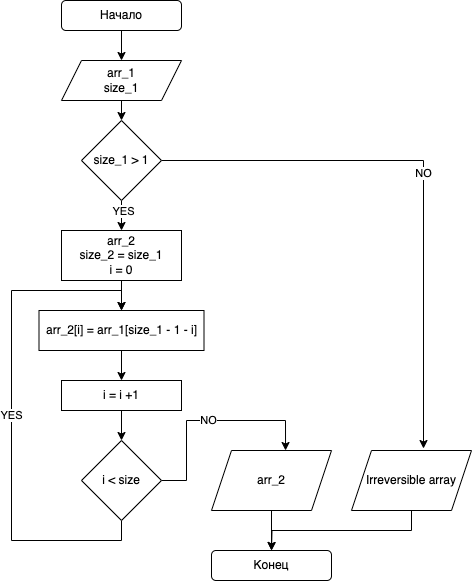 Начало
arr_1
size_1
size_1 > 1
NO
YES
arr_2
size_2 = size_1
i = 0
arr_2[i] = arr_1[size_1 - 1 - i]
i = i +1
YES
NO
i < size
arr_2
Irreversible array
Конец